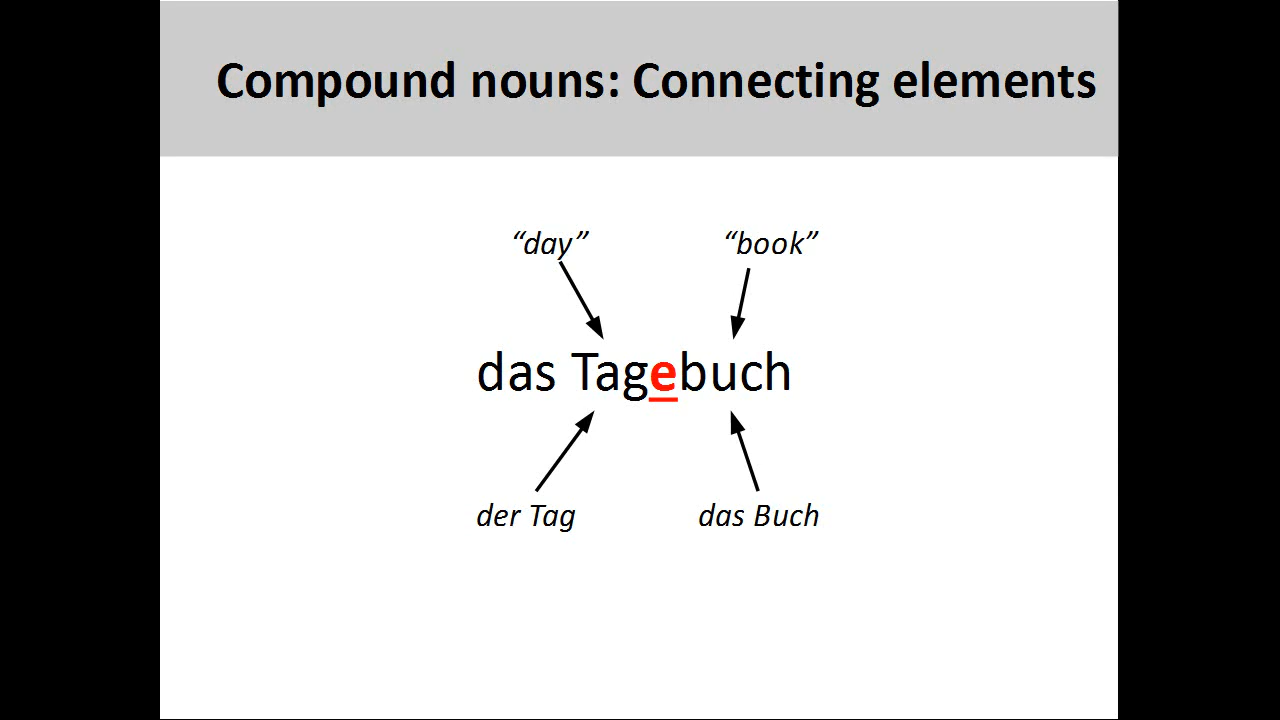 Compound nouns: Connecting elements
“day” “book”
das Tagebuch
der Tag das Buch